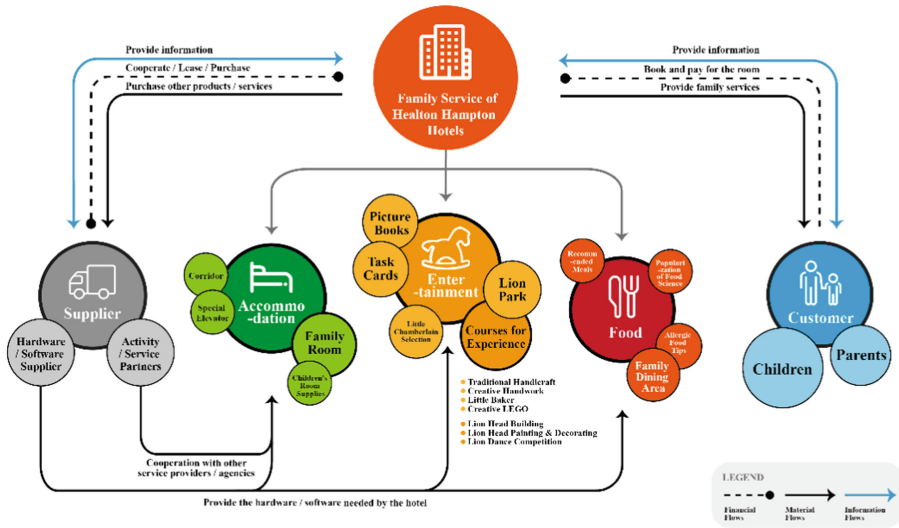 Provide information
Cooperate / Lease / Purchase
Purchase other products / services
Family Service of
Healton Hampton
Hotels
Provide information
Book and pay for the room
Provide family services
Supplier
Hardware
/ Software
Supplier
Activity
/ Service
Partners
Corridor
Special
Elevator
Accommo
-dation
Family
Room
Children's
Room
Supplies
Picture
Books
Task
Cards
Enter
-tainment
Lion
Park
Little
Chamberlain
Selection
Courses for
Experience
Traditional Handcraft
Creative Handwork
Little Baker
Creative LEGO
Lion Head Building
Lion Head Painting & Decorating
Lion Dance Competition
Recomm
-ended
Meals
Populari
-zation
of Food
Science
Food
Allergic
Food
Tips
Family
Dining
Area
Customer
Children
Parents
Cooperation with other
service providers / agencies
Provide the hardware / software needed by the hotel
LEGEND
Financial
Flows
Material
Flows
Information
Flows